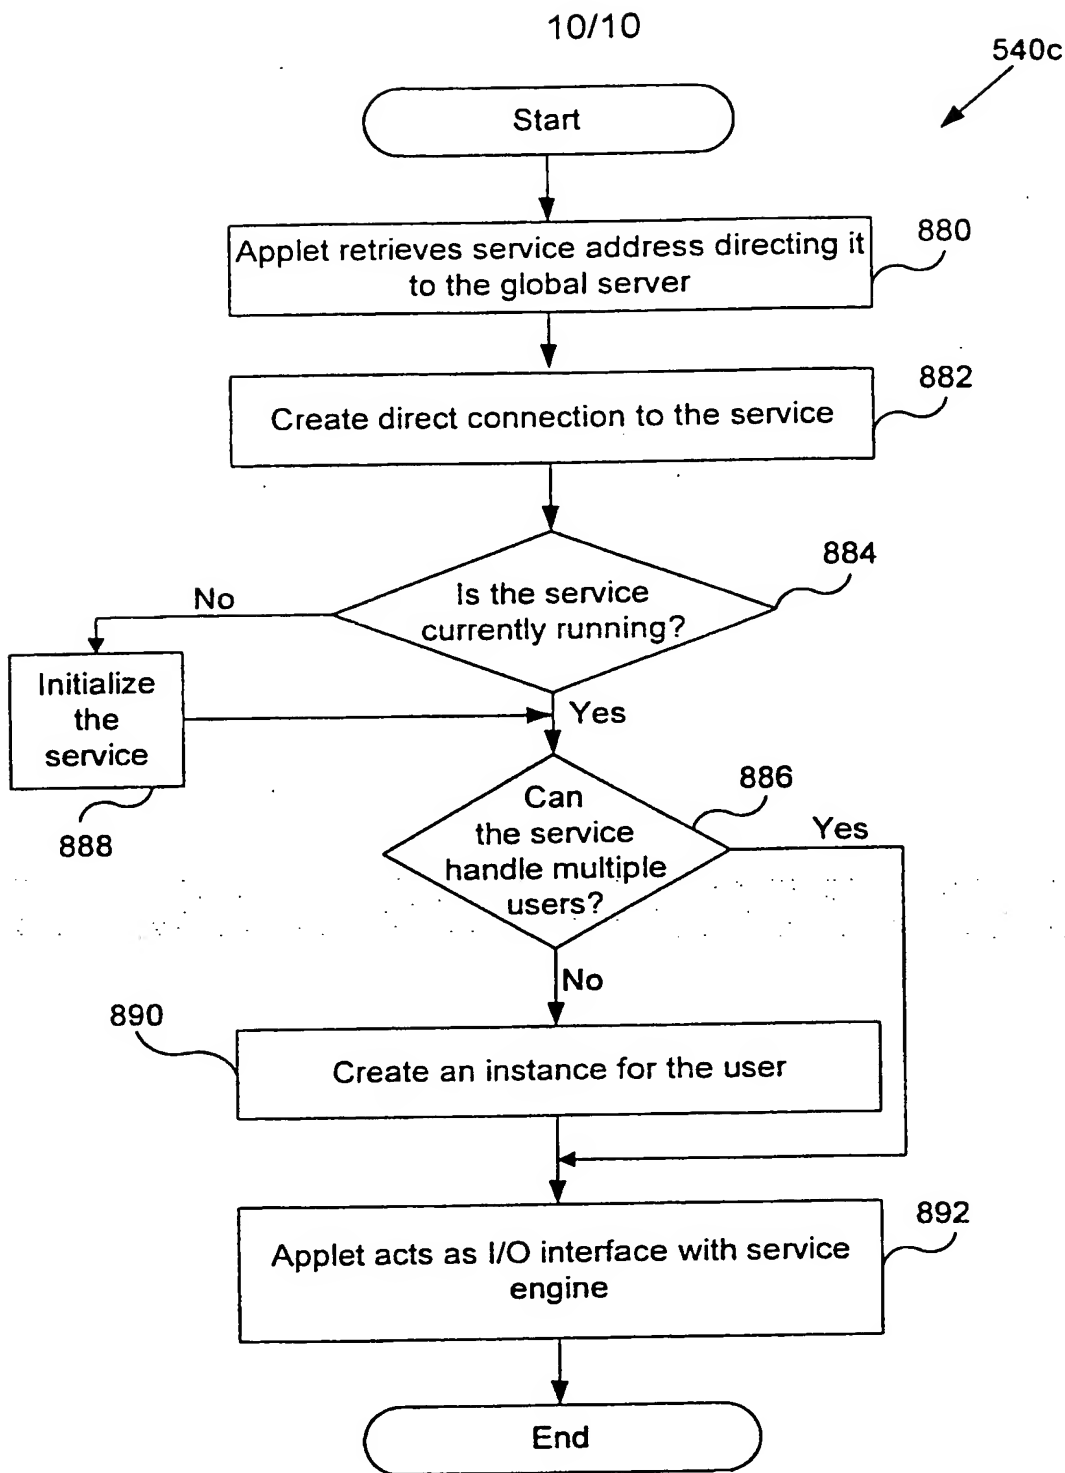 10/10
540c
Start
Applet retrieves service address directing it
to the global server
880
Create direct connection to the service
882
Is the service
currently running?
884
No
Yes
Initialize
the
service
888
Can
the service
handle multiple
users?
886
Yes
No
890
Create an instance for the user
Applet acts as I/O interface with service
engine
892
End